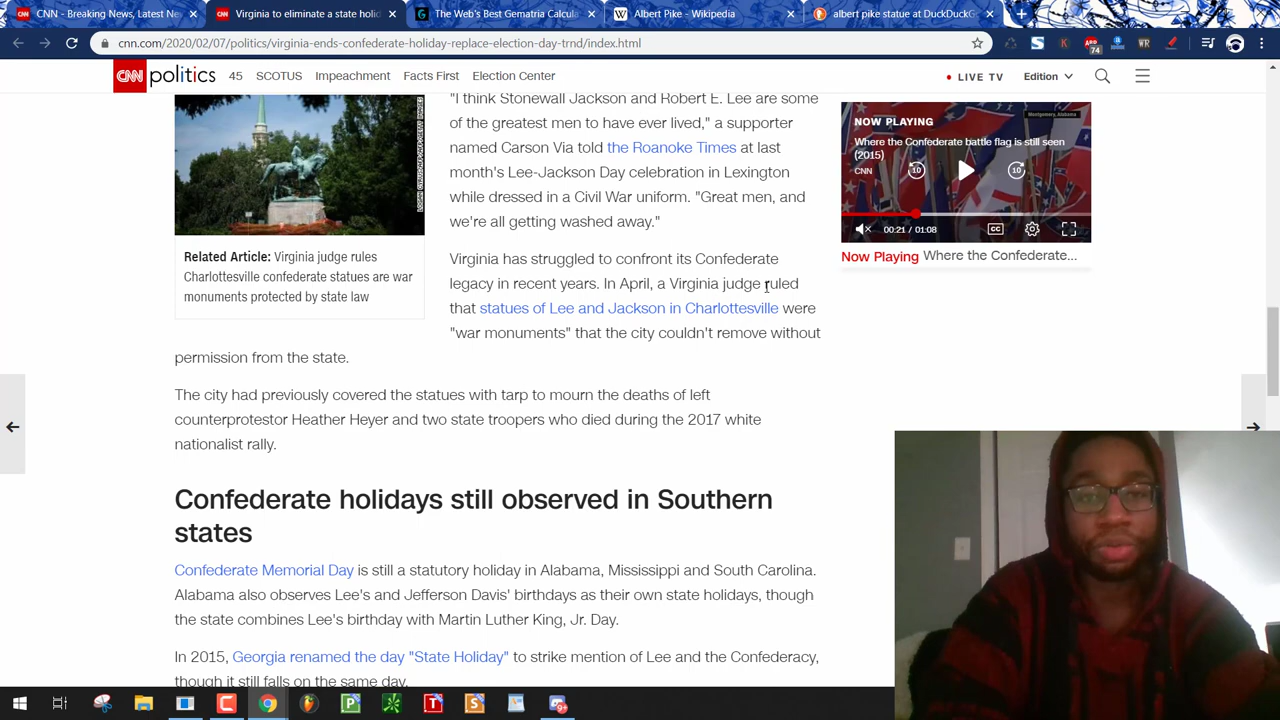 CNN - Breaking News, Latest Ne
Virginia to eliminate a state holi
The Web's Best Gematria Calcula
Albert Pike - Wikipedia
albert pike statue at DuckDuckG
cnn.com/2020/02/07/politics/virginia-ends-confederate-holiday-replace-election-day-trnd/index.html
CNN politics 45 SCOTUS Impeachment Facts First Election Center
LIVE TV Edition
"I think Stonewall Jackson and Robert E. Lee are some
of the greatest men to have ever lived," a supporter
named Carson Via told the Roanoke Times at last
month's Lee-Jackson Day celebration in Lexington
while dressed in a Civil War uniform. "Great men, and
we're all getting washed away."
Related Article: Virginia judge rules
Charlottesville confederate statues are war
monuments protected by state law
Virginia has struggled to confront its Confederate
legacy in recent years. In April, a Virginia judge ruled
that statues of Lee and Jackson in Charlottesville were
"war monuments" that the city couldn't remove without
permission from the state.
The city had previously covered the statues with tarp to mourn the deaths of left
counterprotestor Heather Heyer and two state troopers who died during the 2017 white
nationalist rally.
Confederate holidays still observed in Southern
states
Confederate Memorial Day is still a statutory holiday in Alabama, Mississippi and South Carolina.
Alabama also observes Lee's and Jefferson Davis' birthdays as their own state holidays, though
the state combines Lee's birthday with Martin Luther King, Jr. Day.
In 2015, Georgia renamed the day "State Holiday" to strike mention of Lee and the Confederacy,
though it still falls on the same day.
Montgomery, Alabama
NOW PLAYING
Where the Confederate battle flag is still seen
(2015)
CNN
10
10
00:21 / 01:08
CC
Now Playing Where the Confederate...
74
WR